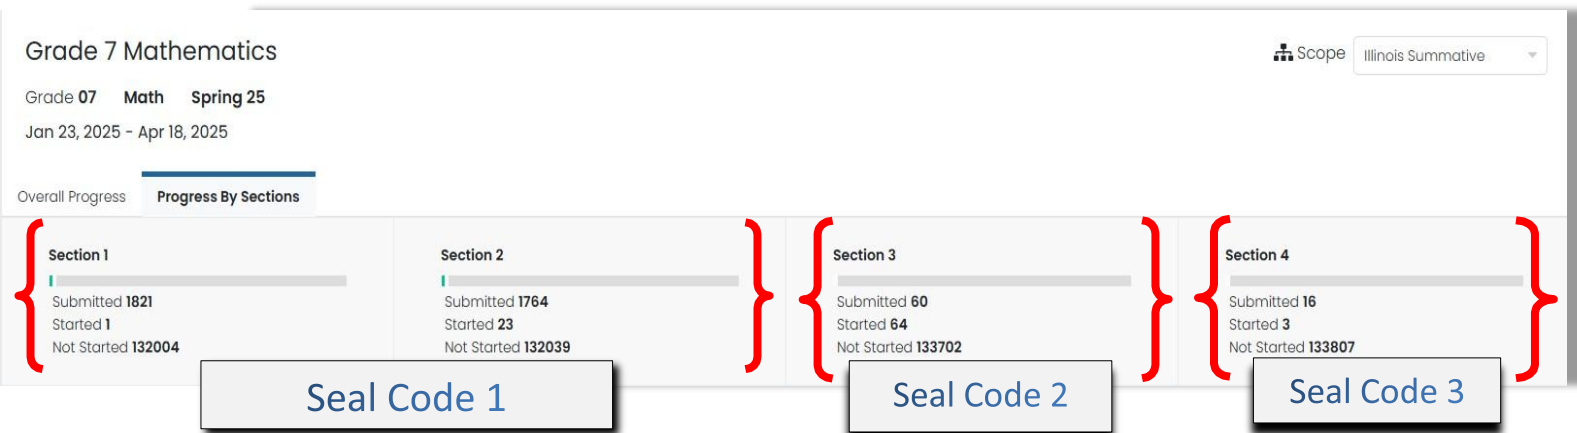 Grade 7 Mathematics
Scope Illinois Summative
Grade 07 Math Spring 25
Jan 23, 2025 - Apr 18, 2025
Overall Progress Progress By Sections
Section 1
Submitted 1821
Started 1
Not Started 132004
Section 2
Submitted 1764
Started 23
Not Started 132039
Section 3
Submitted 60
Started 64
Not Started 133702
Section 4
Submitted 16
Started 3
Not Started 133807
Seal Code 1
Seal Code 2
Seal Code 3